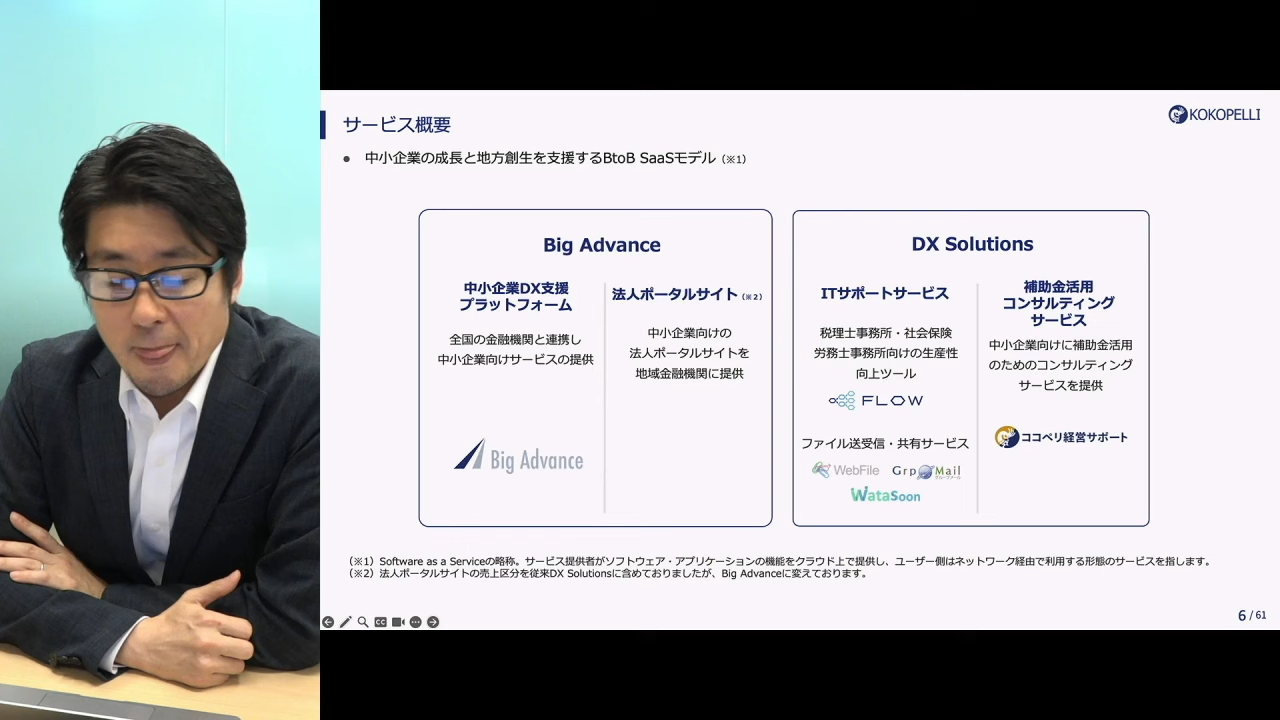 サービス概要
KOKOPELLI
● 中小企業の成長と地方創生を支援するBtoB SaaSモデル（※1）
Big Advance
中小企業DX支援
プラットフォーム
全国の金融機関と連携し
中小企業向けサービスの提供
Big Advance
法人ポータルサイト（※2）
中小企業向けの
法人ポータルサイトを
地域金融機関に提供
DX Solutions
ITサポートサービス
税理士事務所・社会保険
労務士事務所向けの生産性
向上ツール
FLOW
ファイル送受信・共有サービス
WebFile GrpMail
WataSoon
補助金活用
コンサルティング
サービス
中小企業向けに補助金活用
のためのコンサルティング
サービスを提供
ココペリ経営サポート
（※1）Software as a Serviceの略称。サービス提供者がソフトウェア・アプリケーションの機能をクラウド上で提供し、ユーザー側はネットワーク経由で利用する形態のサービスを指します。
（※2）法人ポータルサイトの売上区分を従来DX Solutionsに含めておりましたが、Big Advanceに変えております。
CC
6 / 61